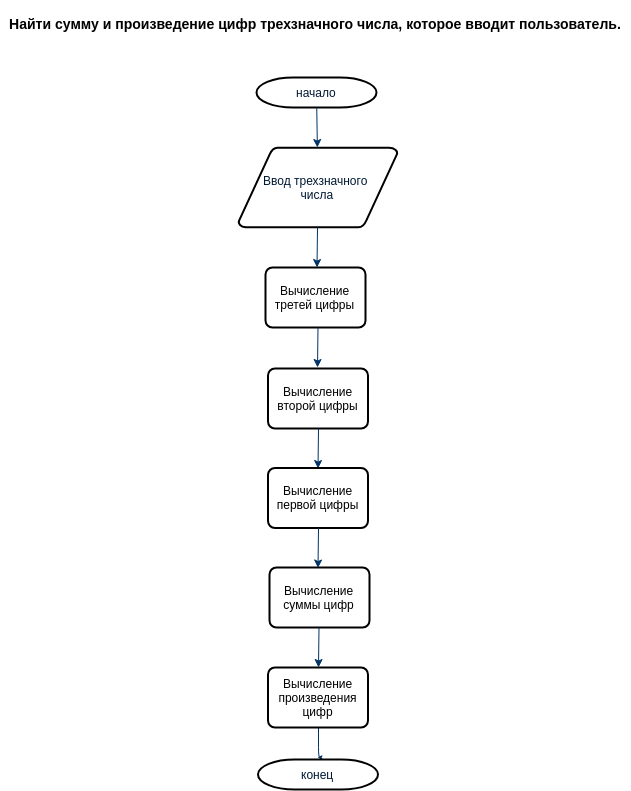 Найти сумму и произведение цифр трехзначного числа, которое вводит пользователь.
начало
Ввод трехзначного
числа
Вычисление
третей цифры
Вычисление
второй цифры
Вычисление
первой цифры
Вычисление
суммы цифр
Вычисление
произведения
цифр
конец